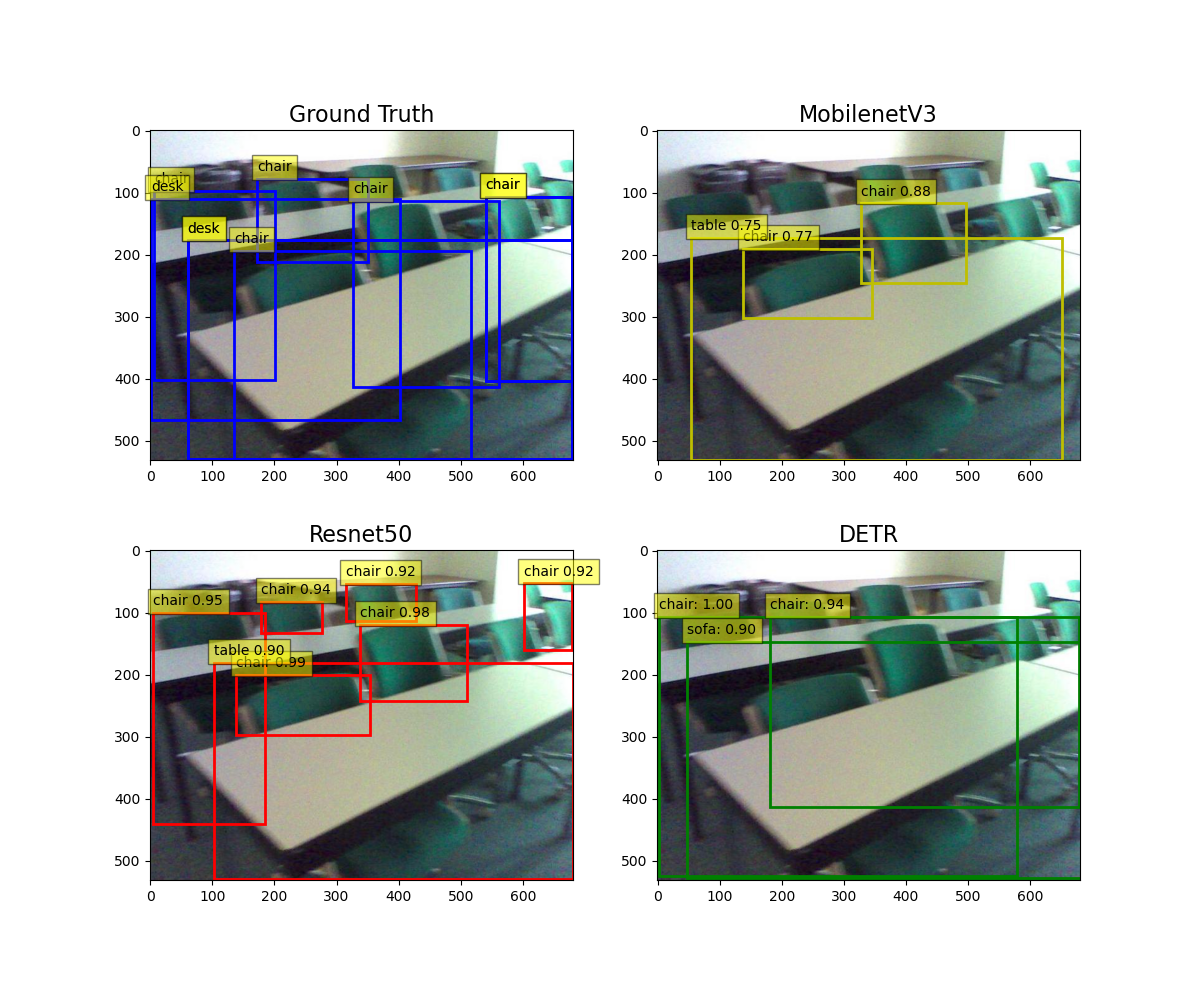 Ground Truth
MobilenetV3
0
100
200
300
400
500
0 100 200 300 400 500 600
chair
desk
chair
chair
chair
desk
chair
0
100
200
300
400
500
0 100 200 300 400 500 600
chair 0.88
table 0.75
chair 0.77
Resnet50
DETR
0
100
200
300
400
500
0 100 200 300 400 500 600
chair 0.92
chair 0.92
chair 0.94
chair 0.95
chair 0.98
table 0.90
chair 0.99
0
100
200
300
400
500
0 100 200 300 400 500 600
chair: 1.00
chair: 0.94
sofa: 0.90